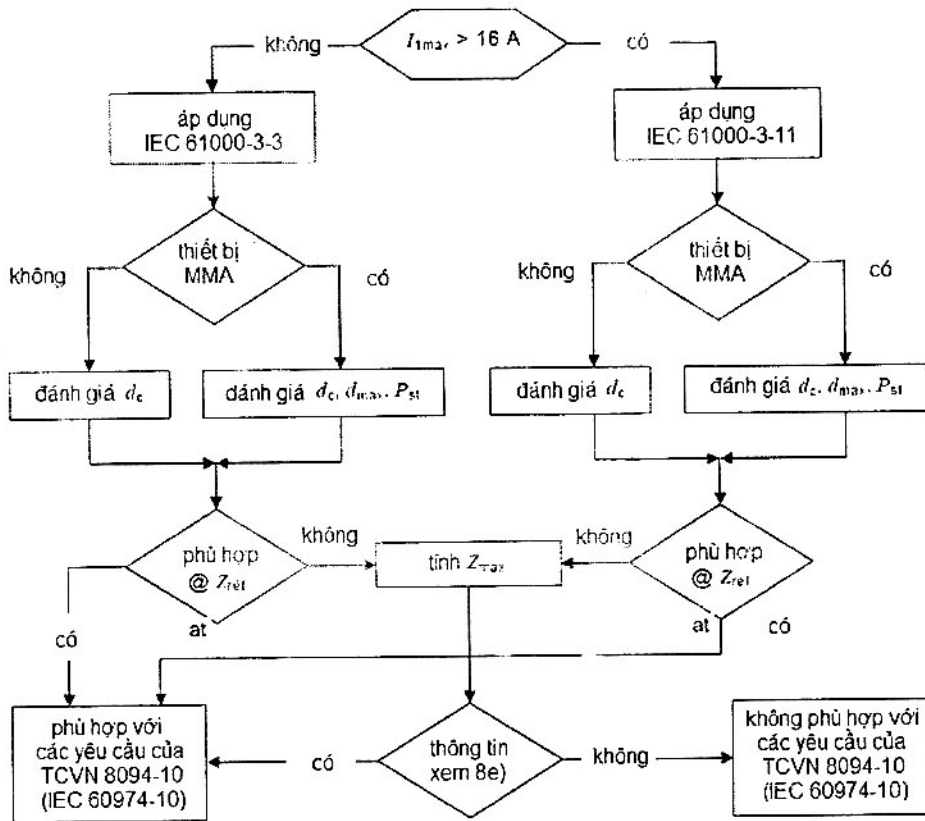 I1max > 16 A
không
có
áp dụng
IEC 61000-3-3
áp dụng
IEC 61000-3-11
thiết bị
MMA
không
có
thiết bị
MMA
không
có
đánh giá dc
đánh giá dc, dmax, Pst
đánh giá dc
đánh giá dc, dmax, Pst
phù hợp
@ Zref
không
tính Zmax
không
phù hợp
@ Zref
at
có
at
có
phù hợp với
các yêu cầu của
TCVN 8094-10
(IEC 60974-10)
có
thông tin
xem 8e)
không
không phù hợp với
các yêu cầu của
TCVN 8094-10
(IEC 60974-10)